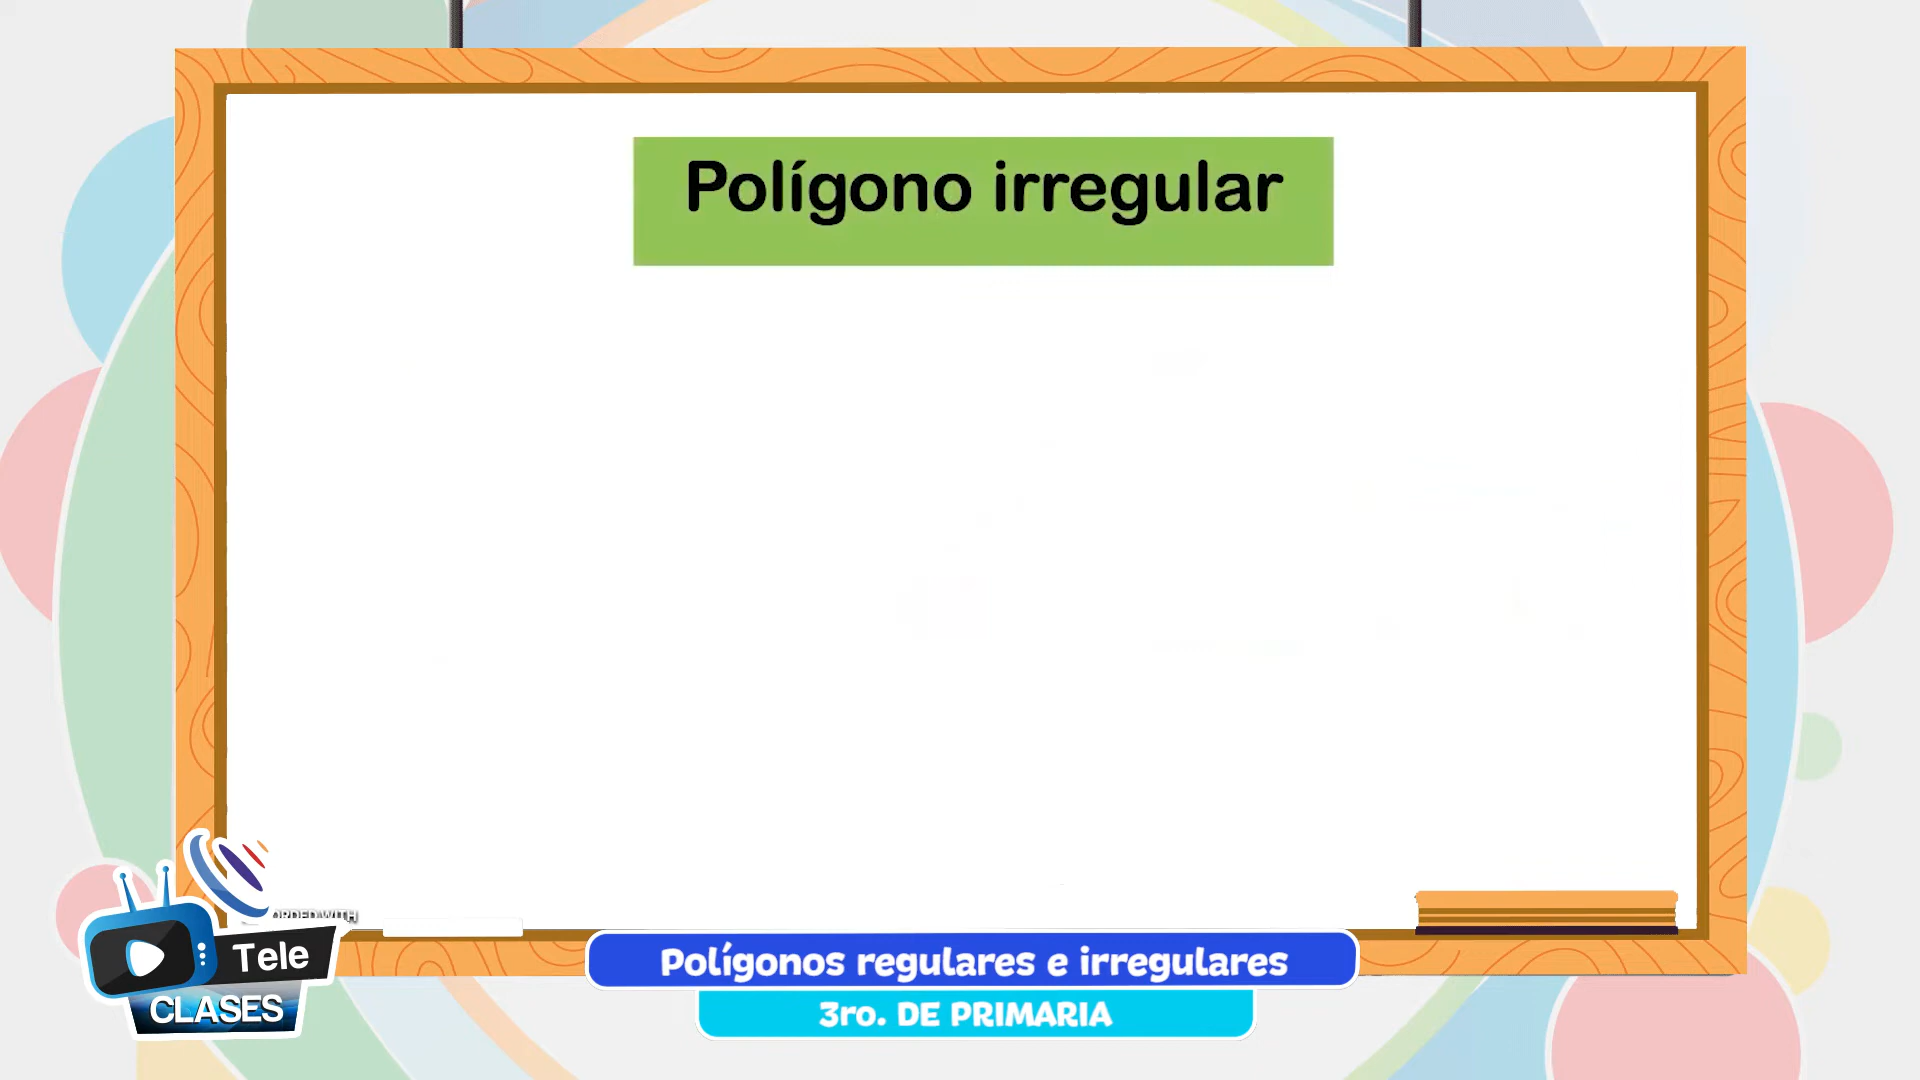 Polígono irregular
Tele
CLASES
Polígonos regulares e irregulares
3ro. DE PRIMARIA